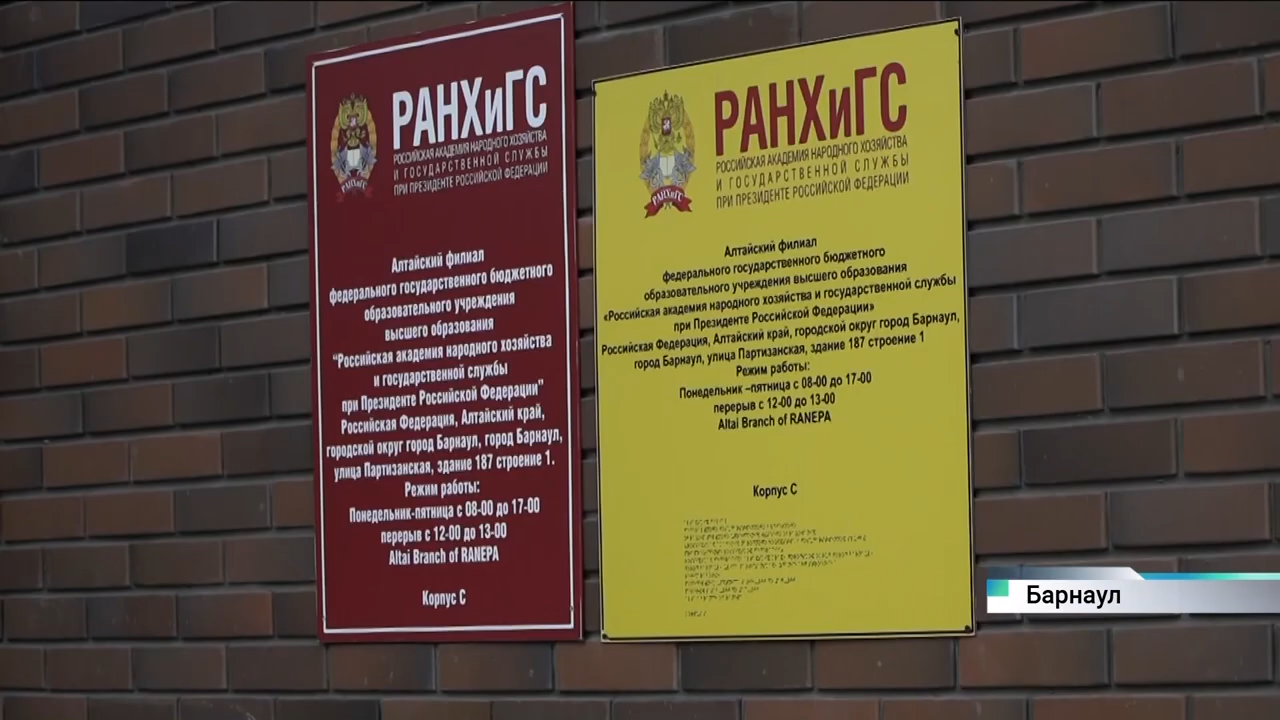 РАНХиГС
РОССИЙСКАЯ АКАДЕМИЯ НАРОДНОГО ХОЗЯЙСТВА
И ГОСУДАРСТВЕННОЙ СЛУЖБЫ
ПРИ ПРЕЗИДЕНТЕ РОССИЙСКОЙ ФЕДЕРАЦИИ
РАНХиГС
Алтайский филиал
федерального государственного бюджетного
образовательного учреждения
высшего образования
“Российская академия народного хозяйства
и государственной службы
при Президенте Российской Федерации”
Российская Федерация, Алтайский край,
городской округ город Барнаул, город Барнаул,
улица Партизанская, здание 187 строение 1.
Режим работы:
Понедельник-пятница с 08-00 до 17-00
перерыв с 12-00 до 13-00
Altai Branch of RANEPA
Корпус С
РАНХиГС
РОССИЙСКАЯ АКАДЕМИЯ НАРОДНОГО ХОЗЯЙСТВА
И ГОСУДАРСТВЕННОЙ СЛУЖБЫ
ПРИ ПРЕЗИДЕНТЕ РОССИЙСКОЙ ФЕДЕРАЦИИ
РАНХиГС
Алтайский филиал
федерального государственного бюджетного
образовательного учреждения высшего образования
«Российская академия народного хозяйства и государственной службы
при Президенте Российской Федерации»
Российская Федерация, Алтайский край, городской округ город Барнаул,
город Барнаул, улица Партизанская, здание 187 строение 1
Режим работы:
Понедельник –пятница с 08-00 до 17-00
перерыв с 12-00 до 13-00
Altai Branch of RANEPA
Корпус С
Барнаул